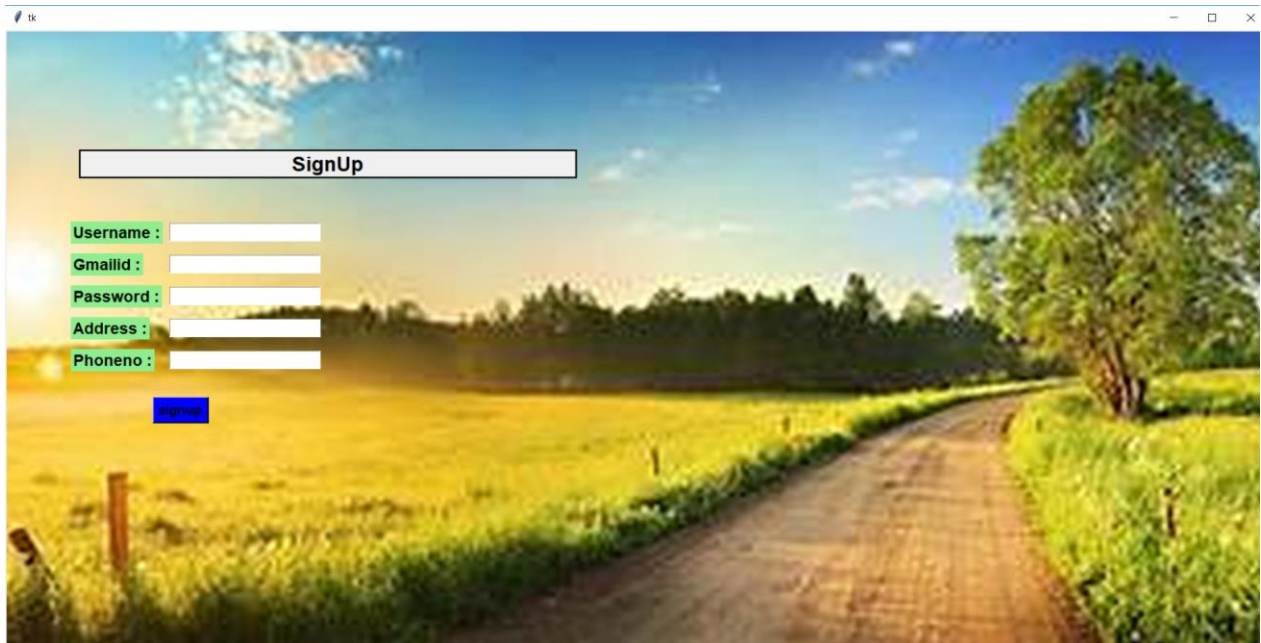 tk
SignUp
Username :
Gmailid :
Password :
Address :
Phoneno :
signup